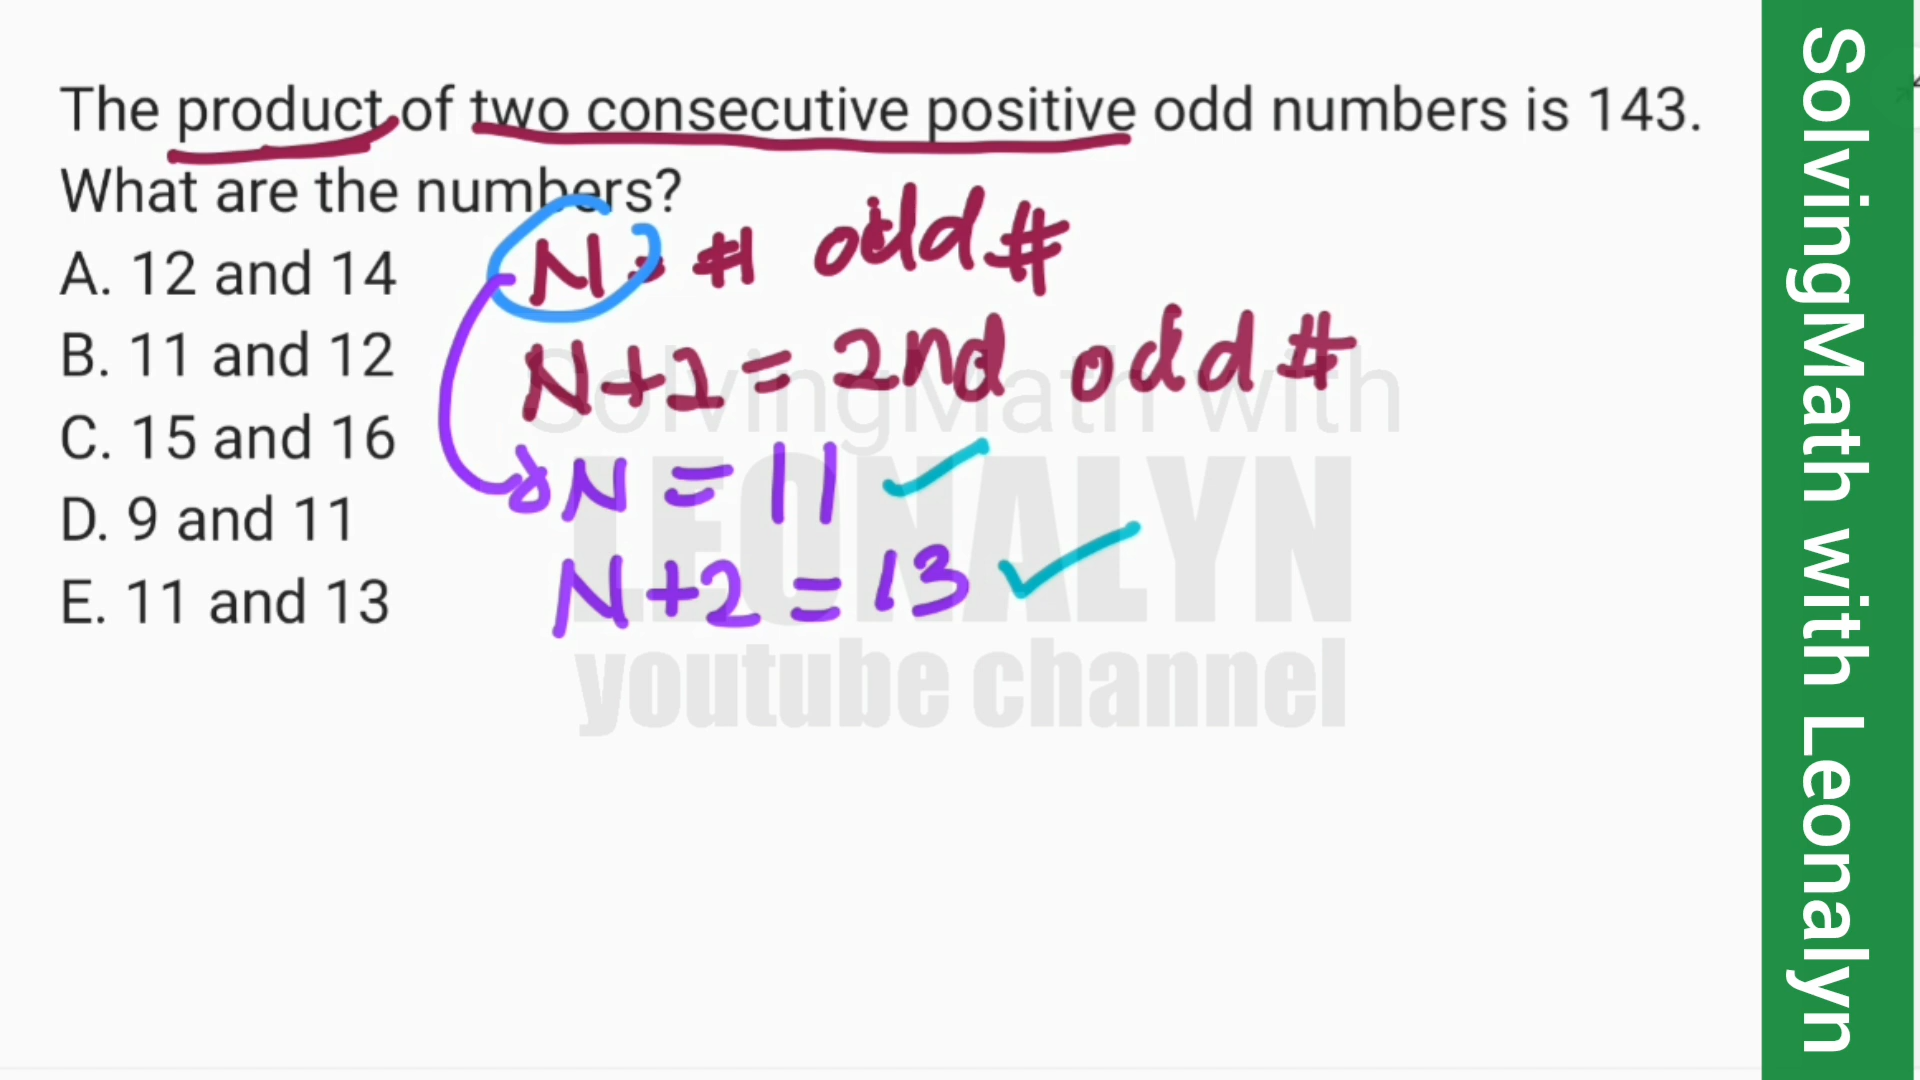 The product of two consecutive positive odd numbers is 143.
What are the numbers?
A. 12 and 14
B. 11 and 12
C. 15 and 16
D. 9 and 11
E. 11 and 13
N = # odd #
N+2 = 2nd odd #
N = 11 ✓
N+2 = 13 ✓
SolvingMath with
LEONALYN
youtube channel
SolvingMath with Leonalyn